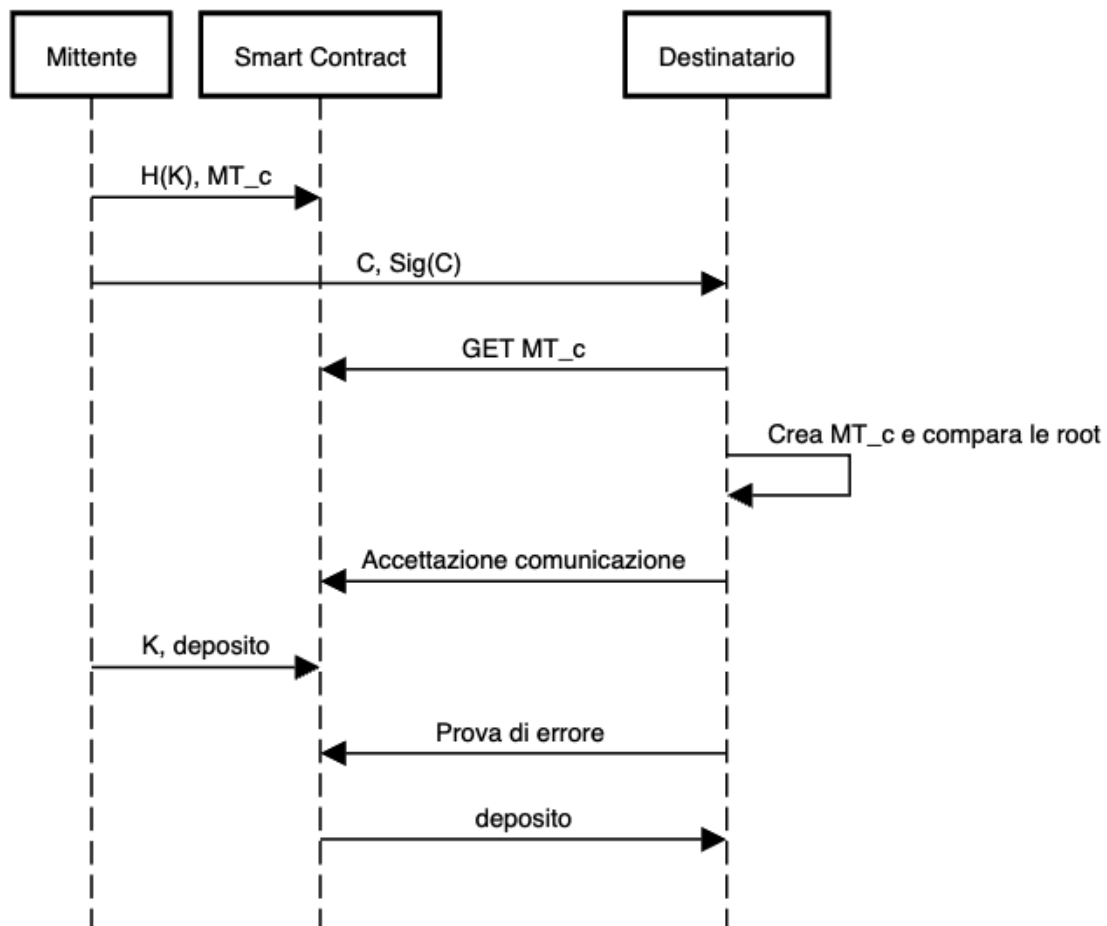 Mittente
Smart Contract
Destinatario
H(K), MT_c
C, Sig(C)
GET MT_c
Crea MT_c e compara le root
Accettazione comunicazione
K, deposito
Prova di errore
deposito